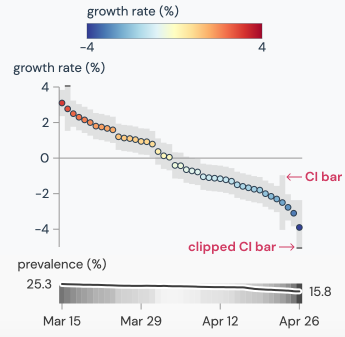 growth rate (%)
−4 4
growth rate (%)
4
2
0
−2
−4
CI bar
clipped CI bar
prevalence (%)
25.3
15.8
Mar 15 Mar 29 Apr 12 Apr 26